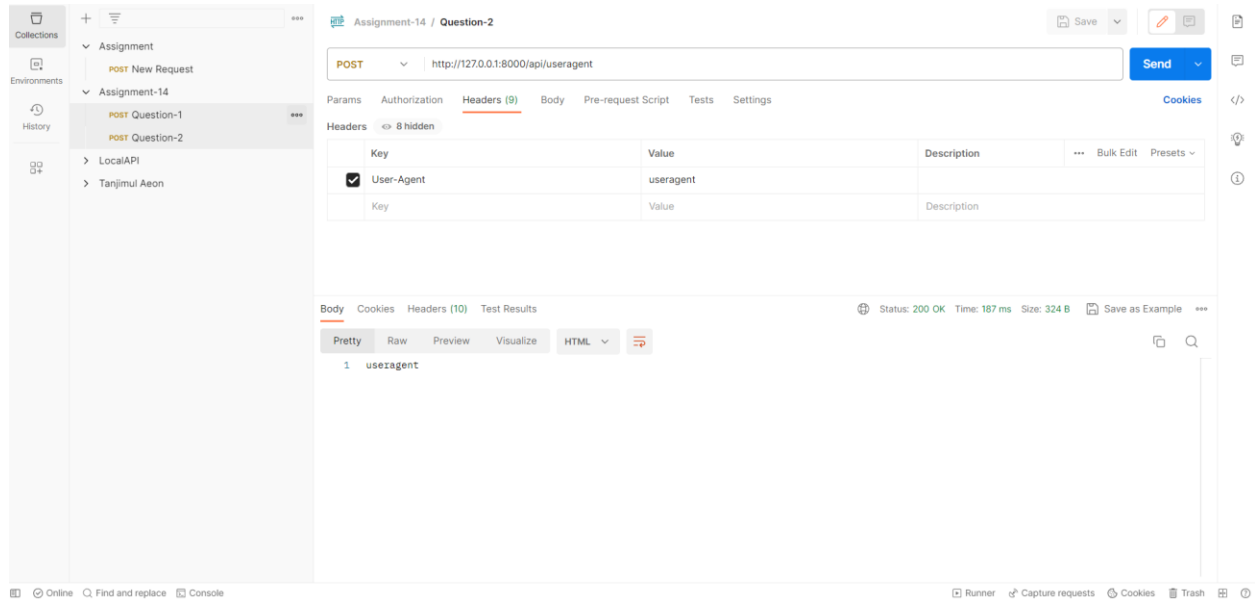 Collections
Environments
History
Assignment
POST New Request
Assignment-14
POST Question-1
POST Question-2
LocalAPI
Tanjimul Aeon
HTTP Assignment-14 / Question-2
Save
POST http://127.0.0.1:8000/api/useragent Send
Params Authorization Headers (9) Body Pre-request Script Tests Settings Cookies
Headers 8 hidden
Key Value Description Bulk Edit Presets
User-Agent useragent
Key Value Description
Body Cookies Headers (10) Test Results Status: 200 OK Time: 187 ms Size: 324 B Save as Example
Pretty Raw Preview Visualize HTML
1 useragent
Online Find and replace Console Runner Capture requests Cookies Trash